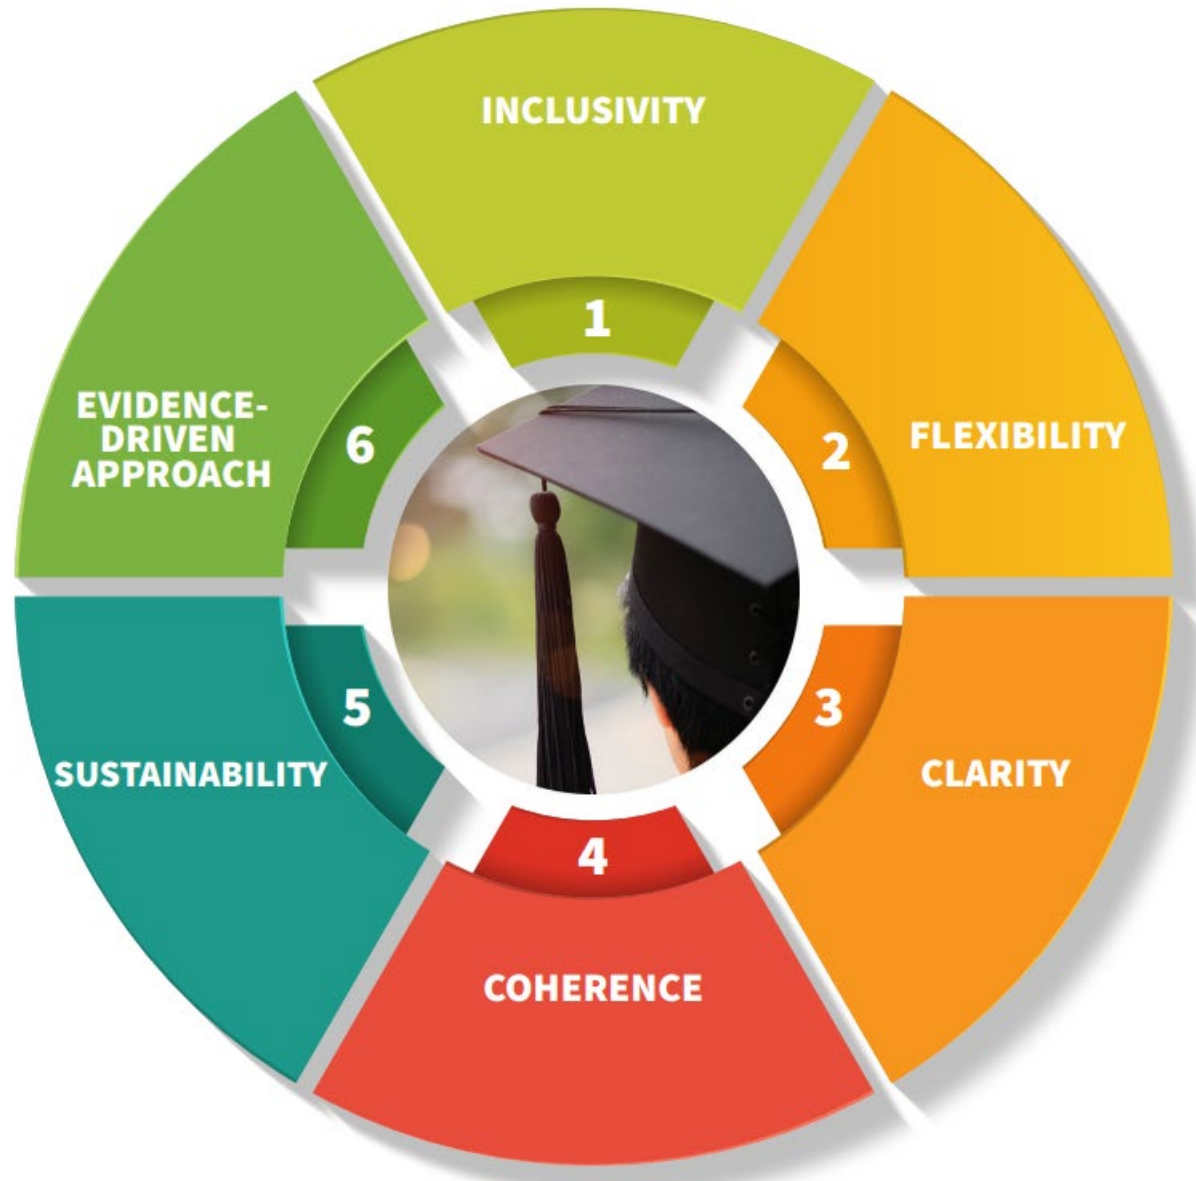 INCLUSIVITY
1
2
FLEXIBILITY
3
CLARITY
4
COHERENCE
5
SUSTAINABILITY
6
EVIDENCE-
DRIVEN
APPROACH